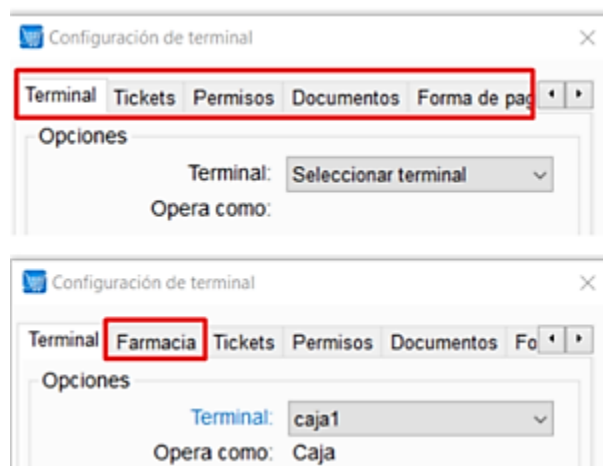 Configuración de terminal
Terminal Tickets Permisos Documentos Forma de pag
Opciones
Terminal: Seleccionar terminal
Opera como:
Configuración de terminal
Terminal Farmacia Tickets Permisos Documentos Fo
Opciones
Terminal: caja1
Opera como: Caja